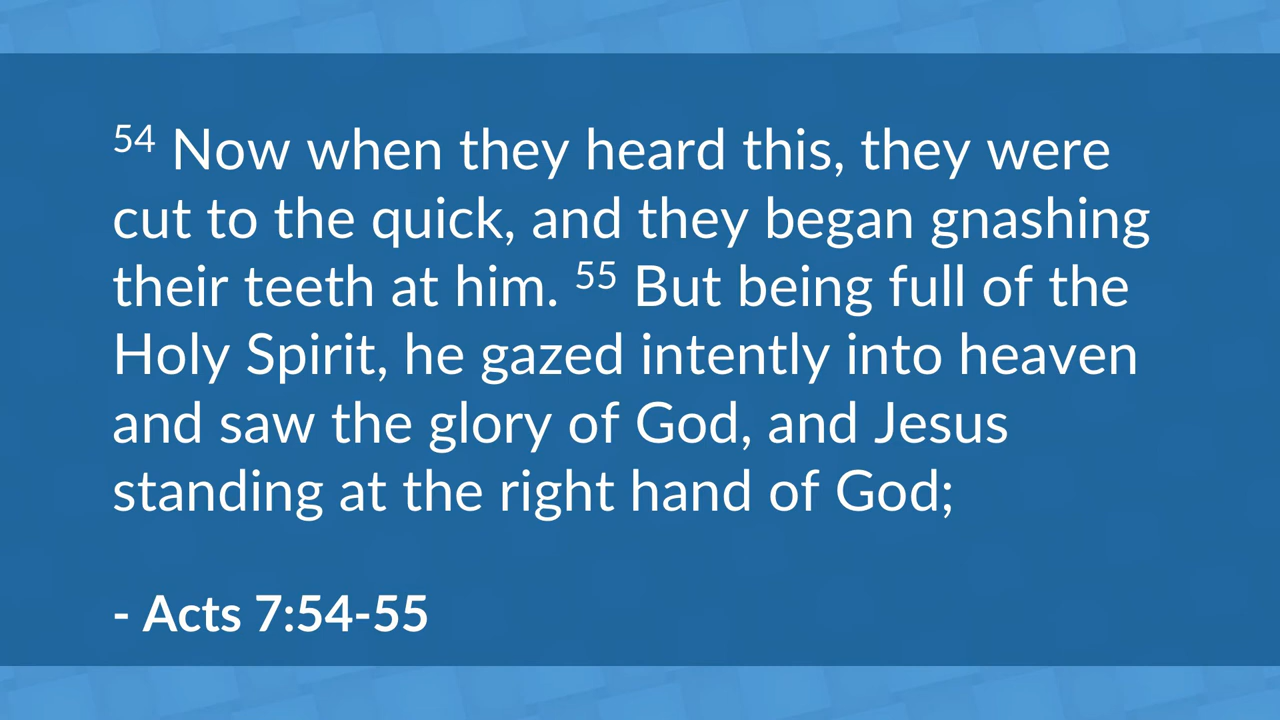 54 Now when they heard this, they were
cut to the quick, and they began gnashing
their teeth at him. 55 But being full of the
Holy Spirit, he gazed intently into heaven
and saw the glory of God, and Jesus
standing at the right hand of God;
- Acts 7:54-55